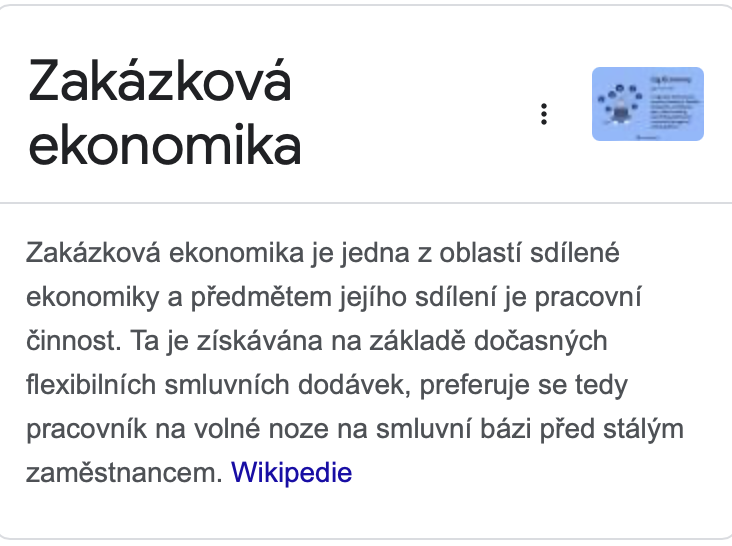 Zakázková
ekonomika
Zakázková ekonomika je jedna z oblastí sdílené
ekonomiky a předmětem jejího sdílení je pracovní
činnost. Ta je získávána na základě dočasných
flexibilních smluvních dodávek, preferuje se tedy
pracovník na volné noze na smluvní bázi před stálým
zaměstnancem. Wikipedie